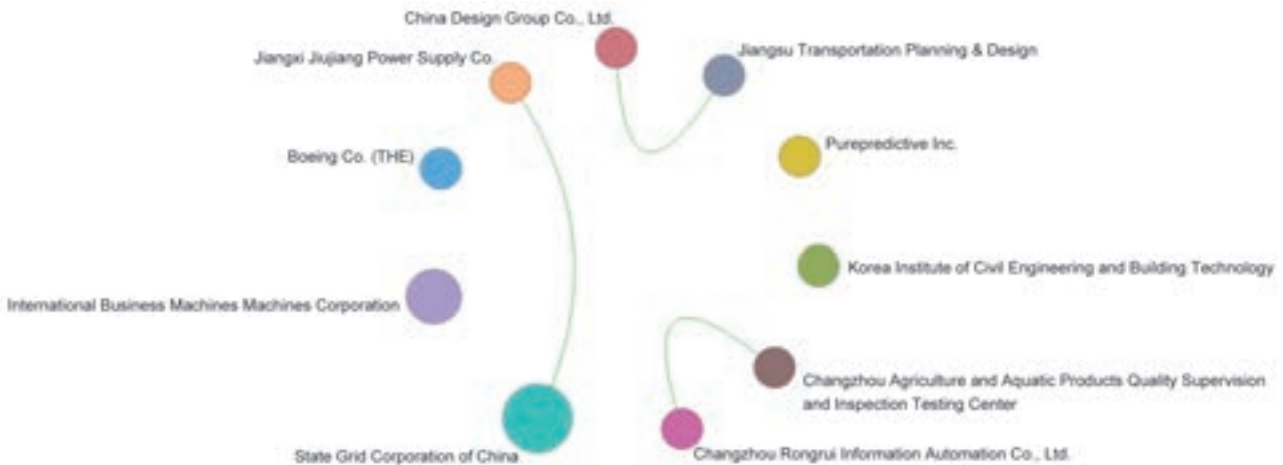 China Design Group Co., Ltd.
Jiangsu Transportation Planning & Design
Jiangxi Jiujiang Power Supply Co.
Purepredictive Inc.
Boeing Co. (THE)
Korea Institute of Civil Engineering and Building Technology
International Business Machines Machines Corporation
Changzhou Agriculture and Aquatic Products Quality Supervision
and Inspection Testing Center
State Grid Corporation of China
Changzhou Rongrui Information Automation Co., Ltd.